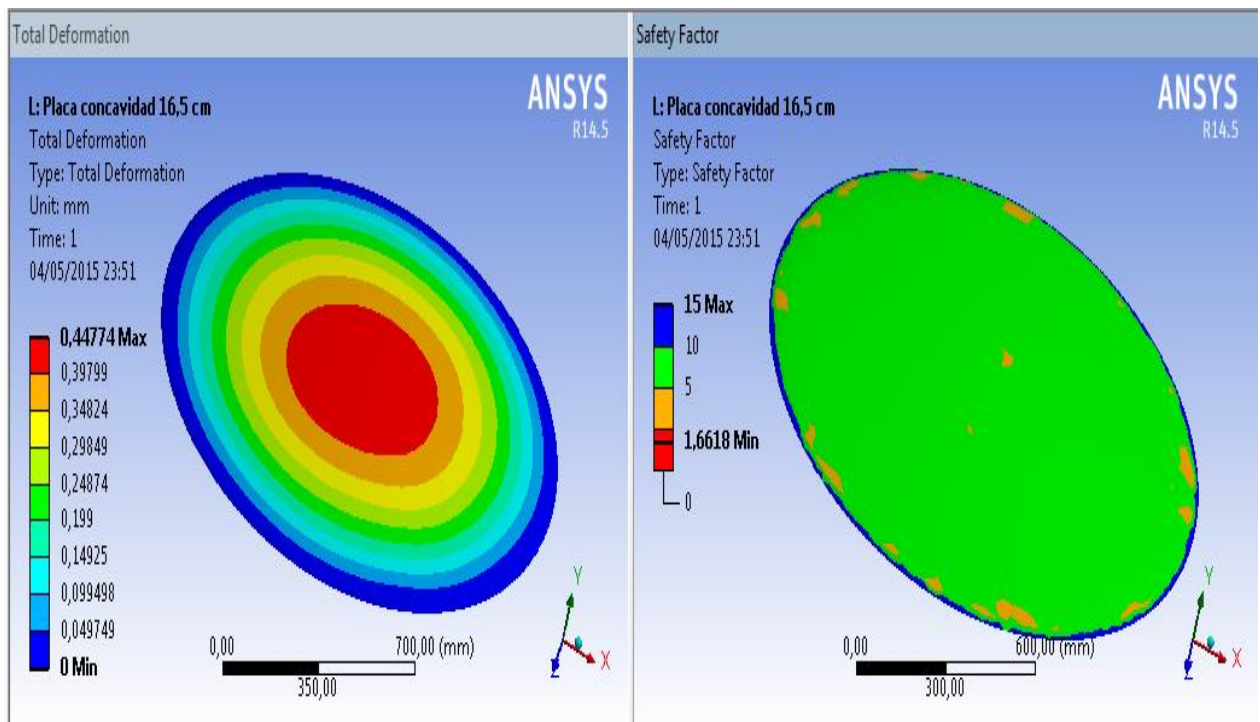 Total Deformation
L: Placa concavidad 16,5 cm
Total Deformation
Type: Total Deformation
Unit: mm
Time: 1
04/05/2015 23:51
ANSYS
R14.5
0,44774 Max
0,39799
0,34824
0,29849
0,24874
0,199
0,14925
0,099498
0,049749
0 Min
0,00
700,00 (mm)
350,00
Y
X
Z
Safety Factor
L: Placa concavidad 16,5 cm
Safety Factor
Type: Safety Factor
Time: 1
04/05/2015 23:51
ANSYS
R14.5
15 Max
10
5
1,6618 Min
0
0,00
600,00 (mm)
300,00
Y
X
Z